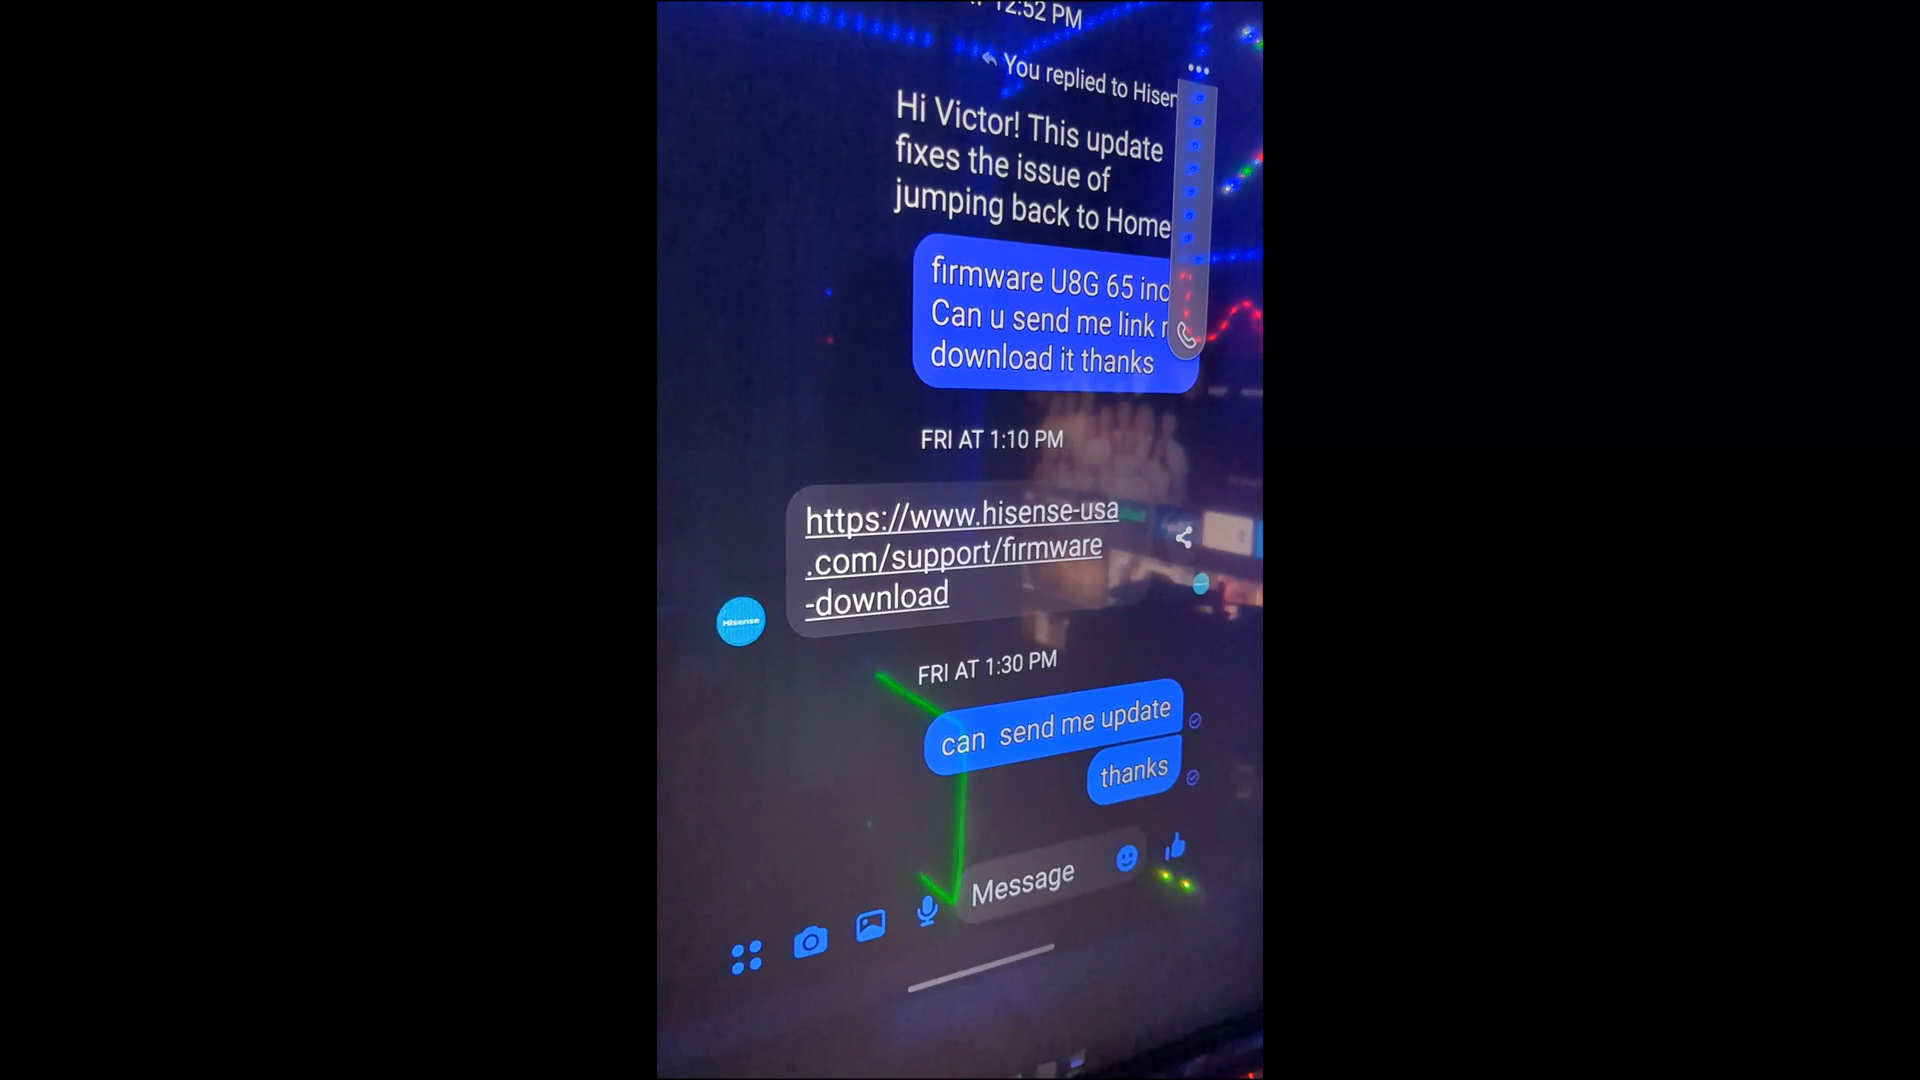 12:52 PM
You replied to Hisen
Hi Victor! This update
fixes the issue of
jumping back to Home
firmware U8G 65 inc
Can u send me link
download it thanks
FRI AT 1:10 PM
https://www.hisense-usa
.com/support/firmware
-download
Hisense
FRI AT 1:30 PM
can send me update
thanks
Message